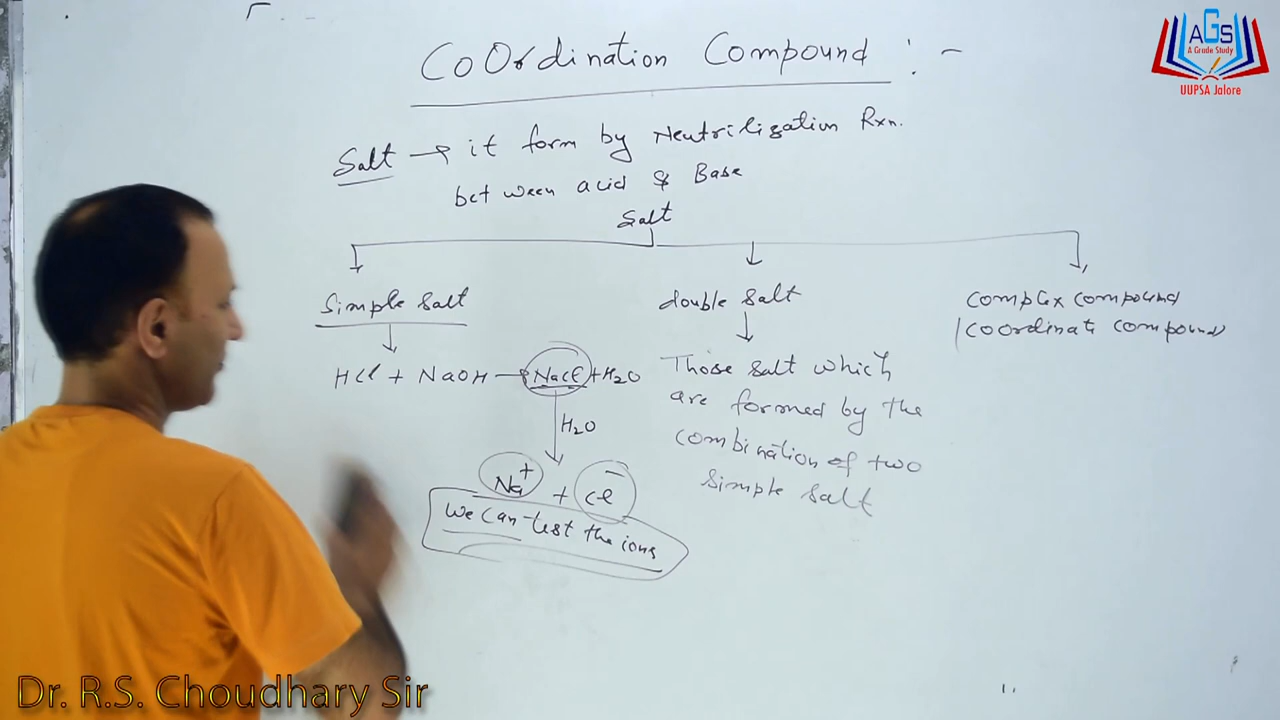 CoOrdination Compound :-
Salt → it form by Neutrilization Rxn.
between acid & Base
Salt
Simple Salt
double Salt
Complex compound
/coordinate compound
HCl + NaOH → NaCl + H2O
H2O
Na+ + Cl-
We can test the ions
Those salt which
are formed by the
combination of two
simple salt
AGS
A Grade Study
UUPSA Jalore
Dr. R.S. Choudhary Sir